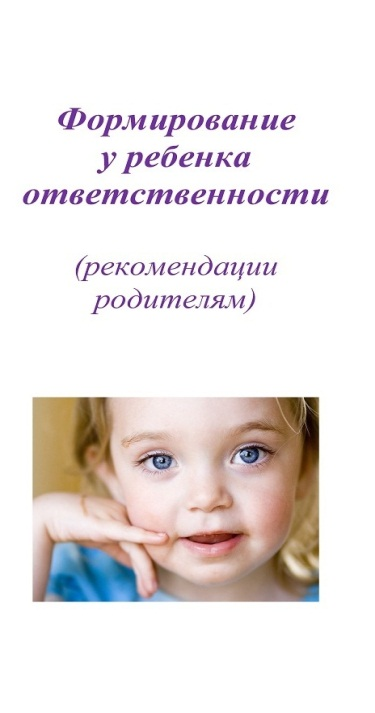 Формирование
у ребенка
ответственности
(рекомендации
родителям)